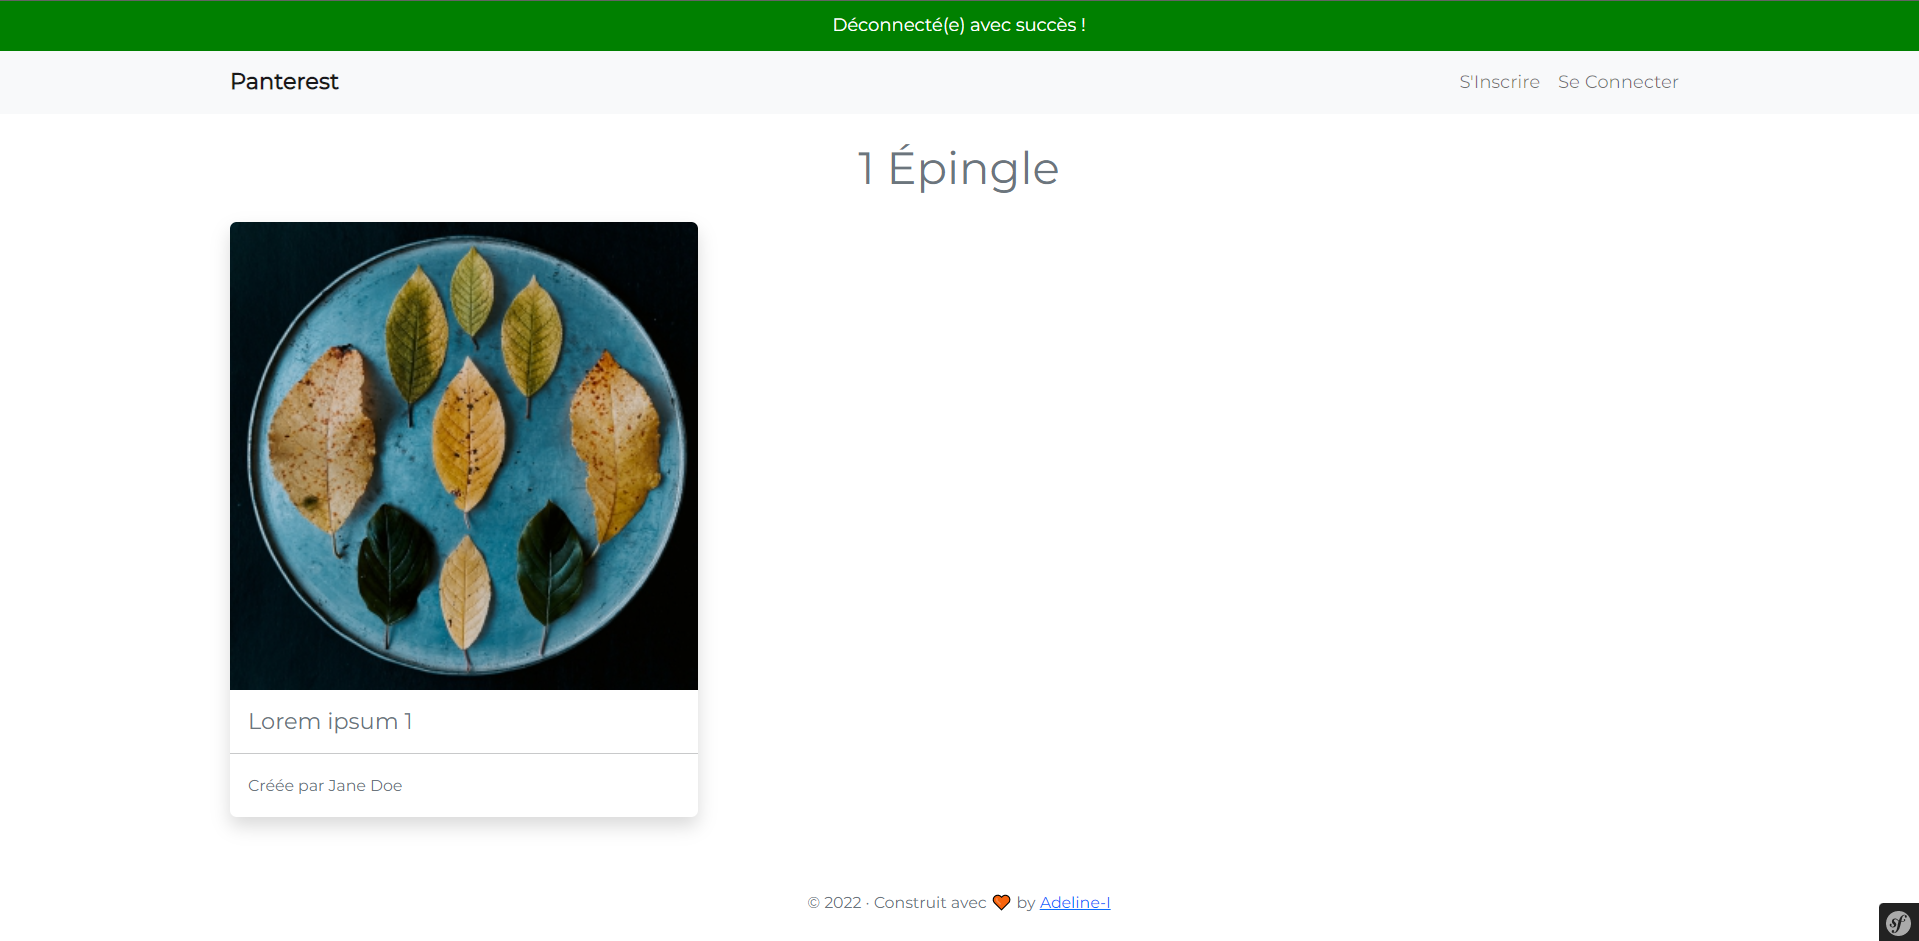 Déconnecté(e) avec succès !
Panterest
S'Inscrire Se Connecter
1 Épingle
Lorem ipsum 1
Créée par Jane Doe
© 2022 · Construit avec 🧡 by Adeline-I
sf